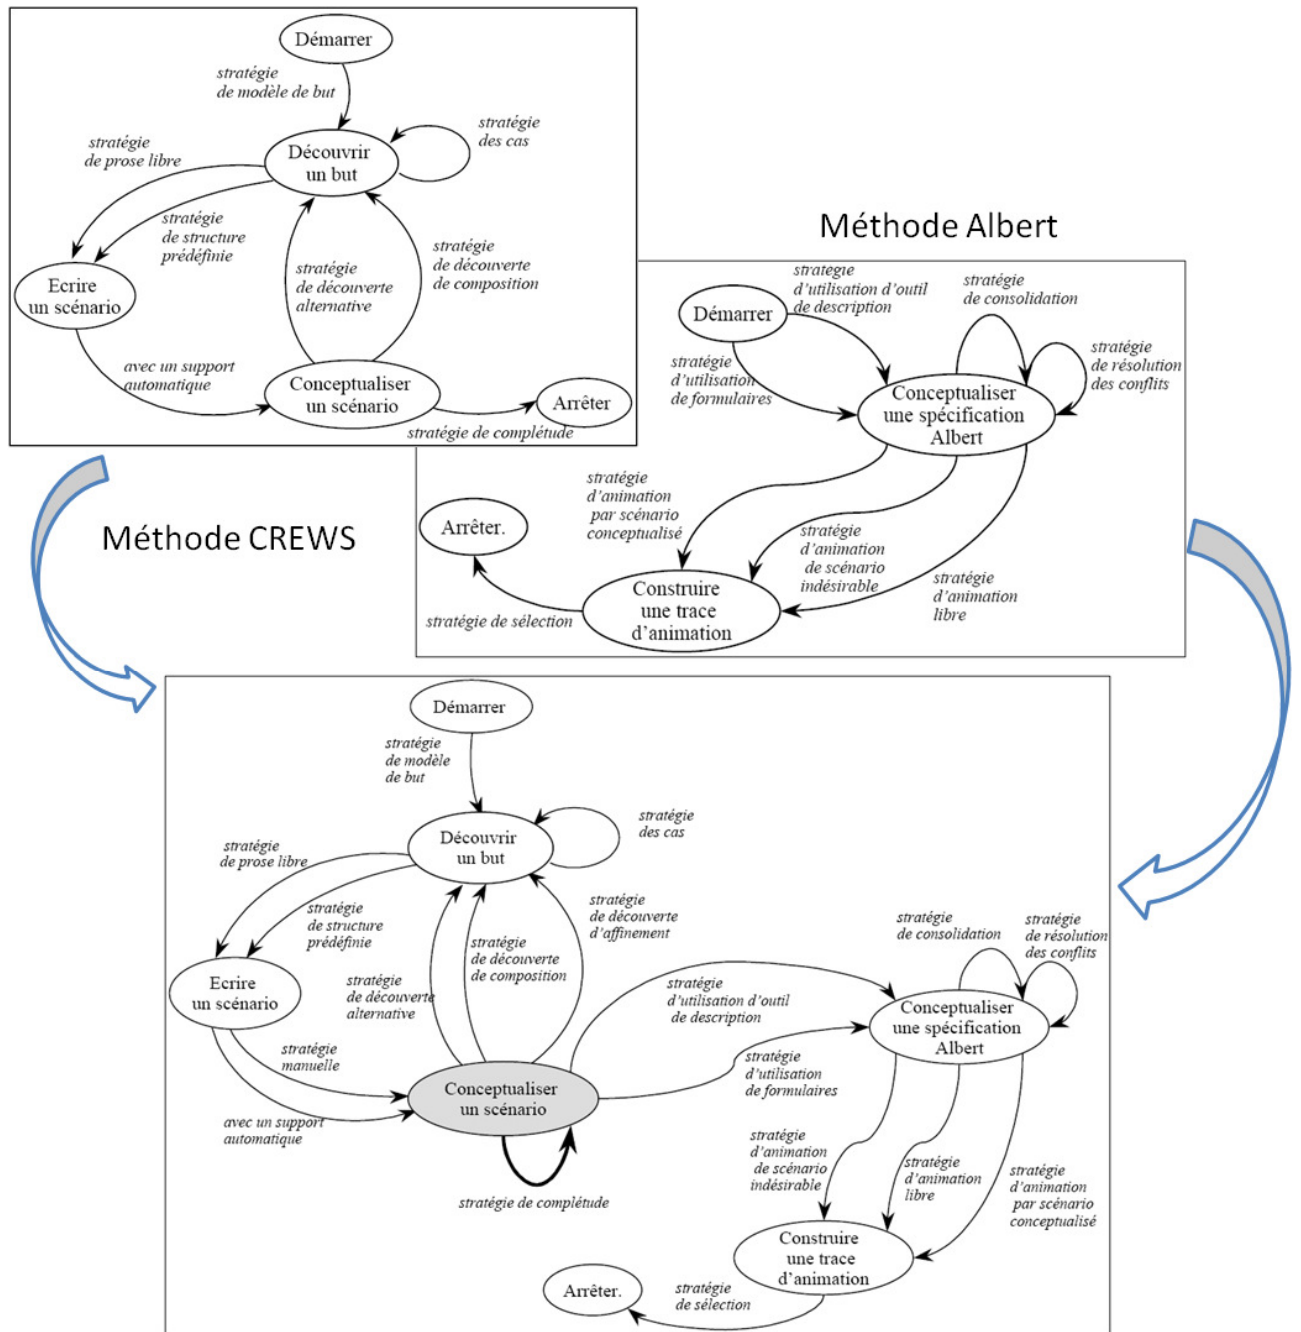 Démarrer
stratégie
de modèle de but
stratégie
des cas
stratégie
de prose libre
Découvrir
un but
stratégie
de structure
prédéfinie
stratégie
de découverte
alternative
stratégie
de découverte
de composition
Ecrire
un scénario
avec un support
automatique
Conceptualiser
un scénario
Arrêter
stratégie de complétude
Méthode CREWS
Méthode Albert
Démarrer
stratégie
d'utilisation d'outil
de description
stratégie
de consolidation
stratégie
de résolution
des conflits
stratégie
d'utilisation
de formulaires
Conceptualiser
une spécification
Albert
stratégie
d'animation
par scénario
conceptualisé
stratégie
d'animation
de scénario
indésirable
stratégie
d'animation
libre
Arrêter.
stratégie de sélection
Construire
une trace
d'animation
Démarrer
stratégie
de modèle
de but
Découvrir
un but
stratégie
des cas
stratégie
de prose libre
stratégie
de structure
prédéfinie
stratégie
de découverte
alternative
stratégie
de découverte
de composition
stratégie
de découverte
d'affinement
Ecrire
un scénario
stratégie
manuelle
avec un support
automatique
Conceptualiser
un scénario
stratégie de complétude
stratégie
d'utilisation d'outil
de description
stratégie
d'utilisation
de formulaires
stratégie
de consolidation
stratégie
de résolution
des conflits
Conceptualiser
une spécification
Albert
stratégie
d'animation
de scénario
indésirable
stratégie
d'animation
libre
stratégie
d'animation
par scénario
conceptualisé
Construire
une trace
d'animation
Arrêter.
stratégie
de sélection